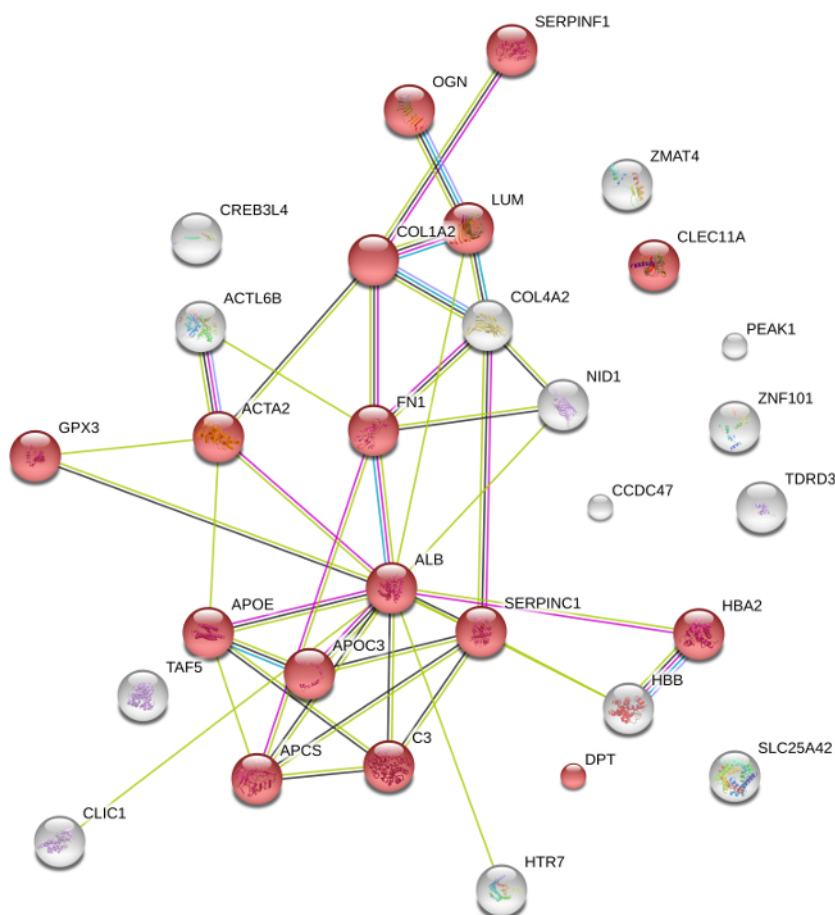 SERPINF1
OGN
ZMAT4
LUM
CREB3L4
COL1A2
CLEC11A
ACTL6B
COL4A2
PEAK1
NID1
ACTA2
FN1
ZNF101
GPX3
TDRD3
CCDC47
ALB
APOE
SERPINC1
HBA2
APOC3
TAF5
HBB
C3
SLC25A42
APCS
DPT
CLIC1
HTR7